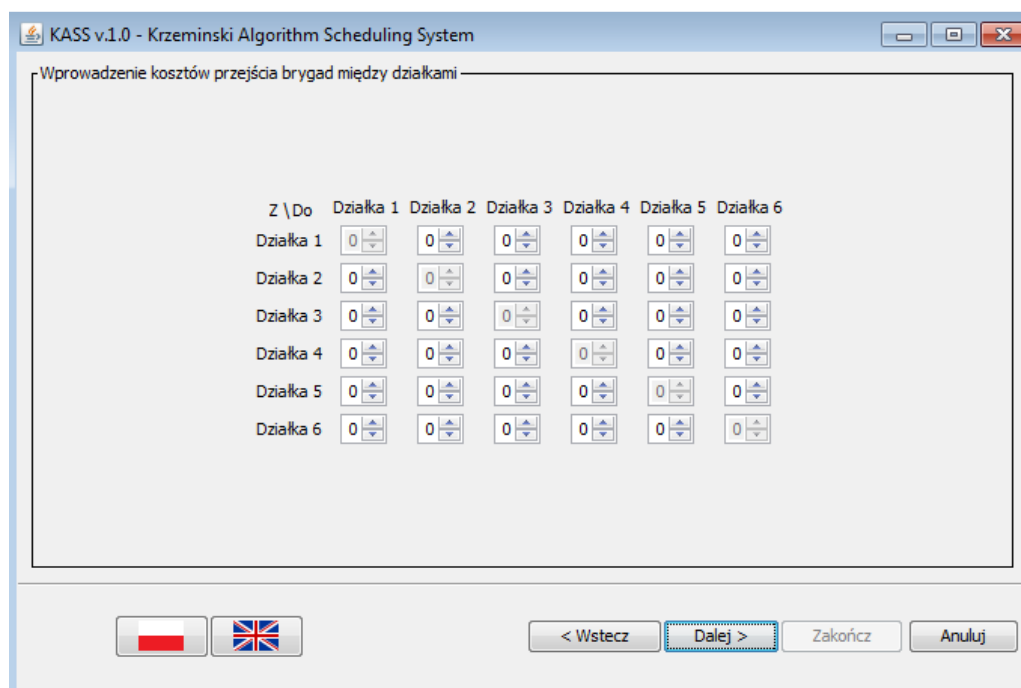 KASS v.1.0 - Krzeminski Algorithm Scheduling System
Wprowadzenie kosztów przejścia brygad między działkami
Z \ Do Działka 1 Działka 2 Działka 3 Działka 4 Działka 5 Działka 6
Działka 1 0 0 0 0 0 0
Działka 2 0 0 0 0 0 0
Działka 3 0 0 0 0 0 0
Działka 4 0 0 0 0 0 0
Działka 5 0 0 0 0 0 0
Działka 6 0 0 0 0 0 0
< Wstecz Dalej > Zakończ Anuluj